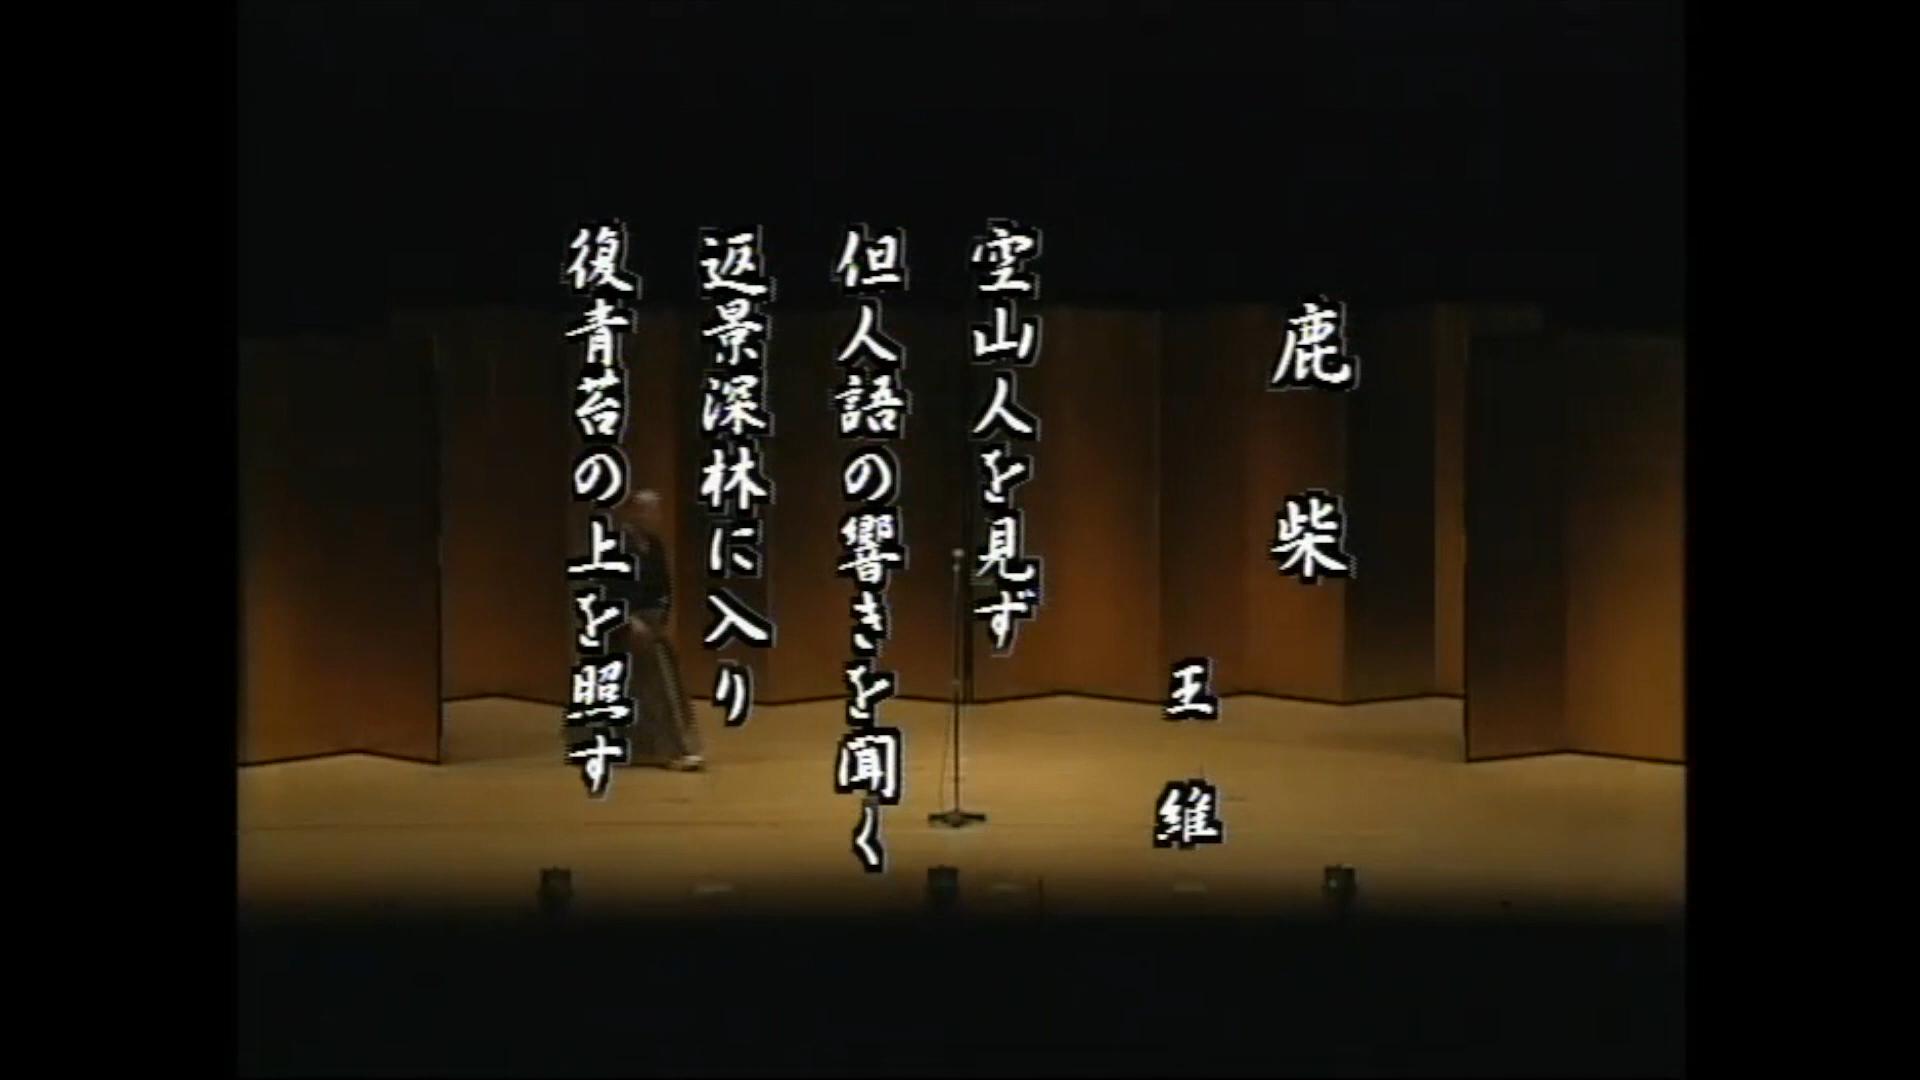 鹿柴
王維
空山人を見ず
但人語の響きを聞く
返景深林に入り
復青苔の上を照す